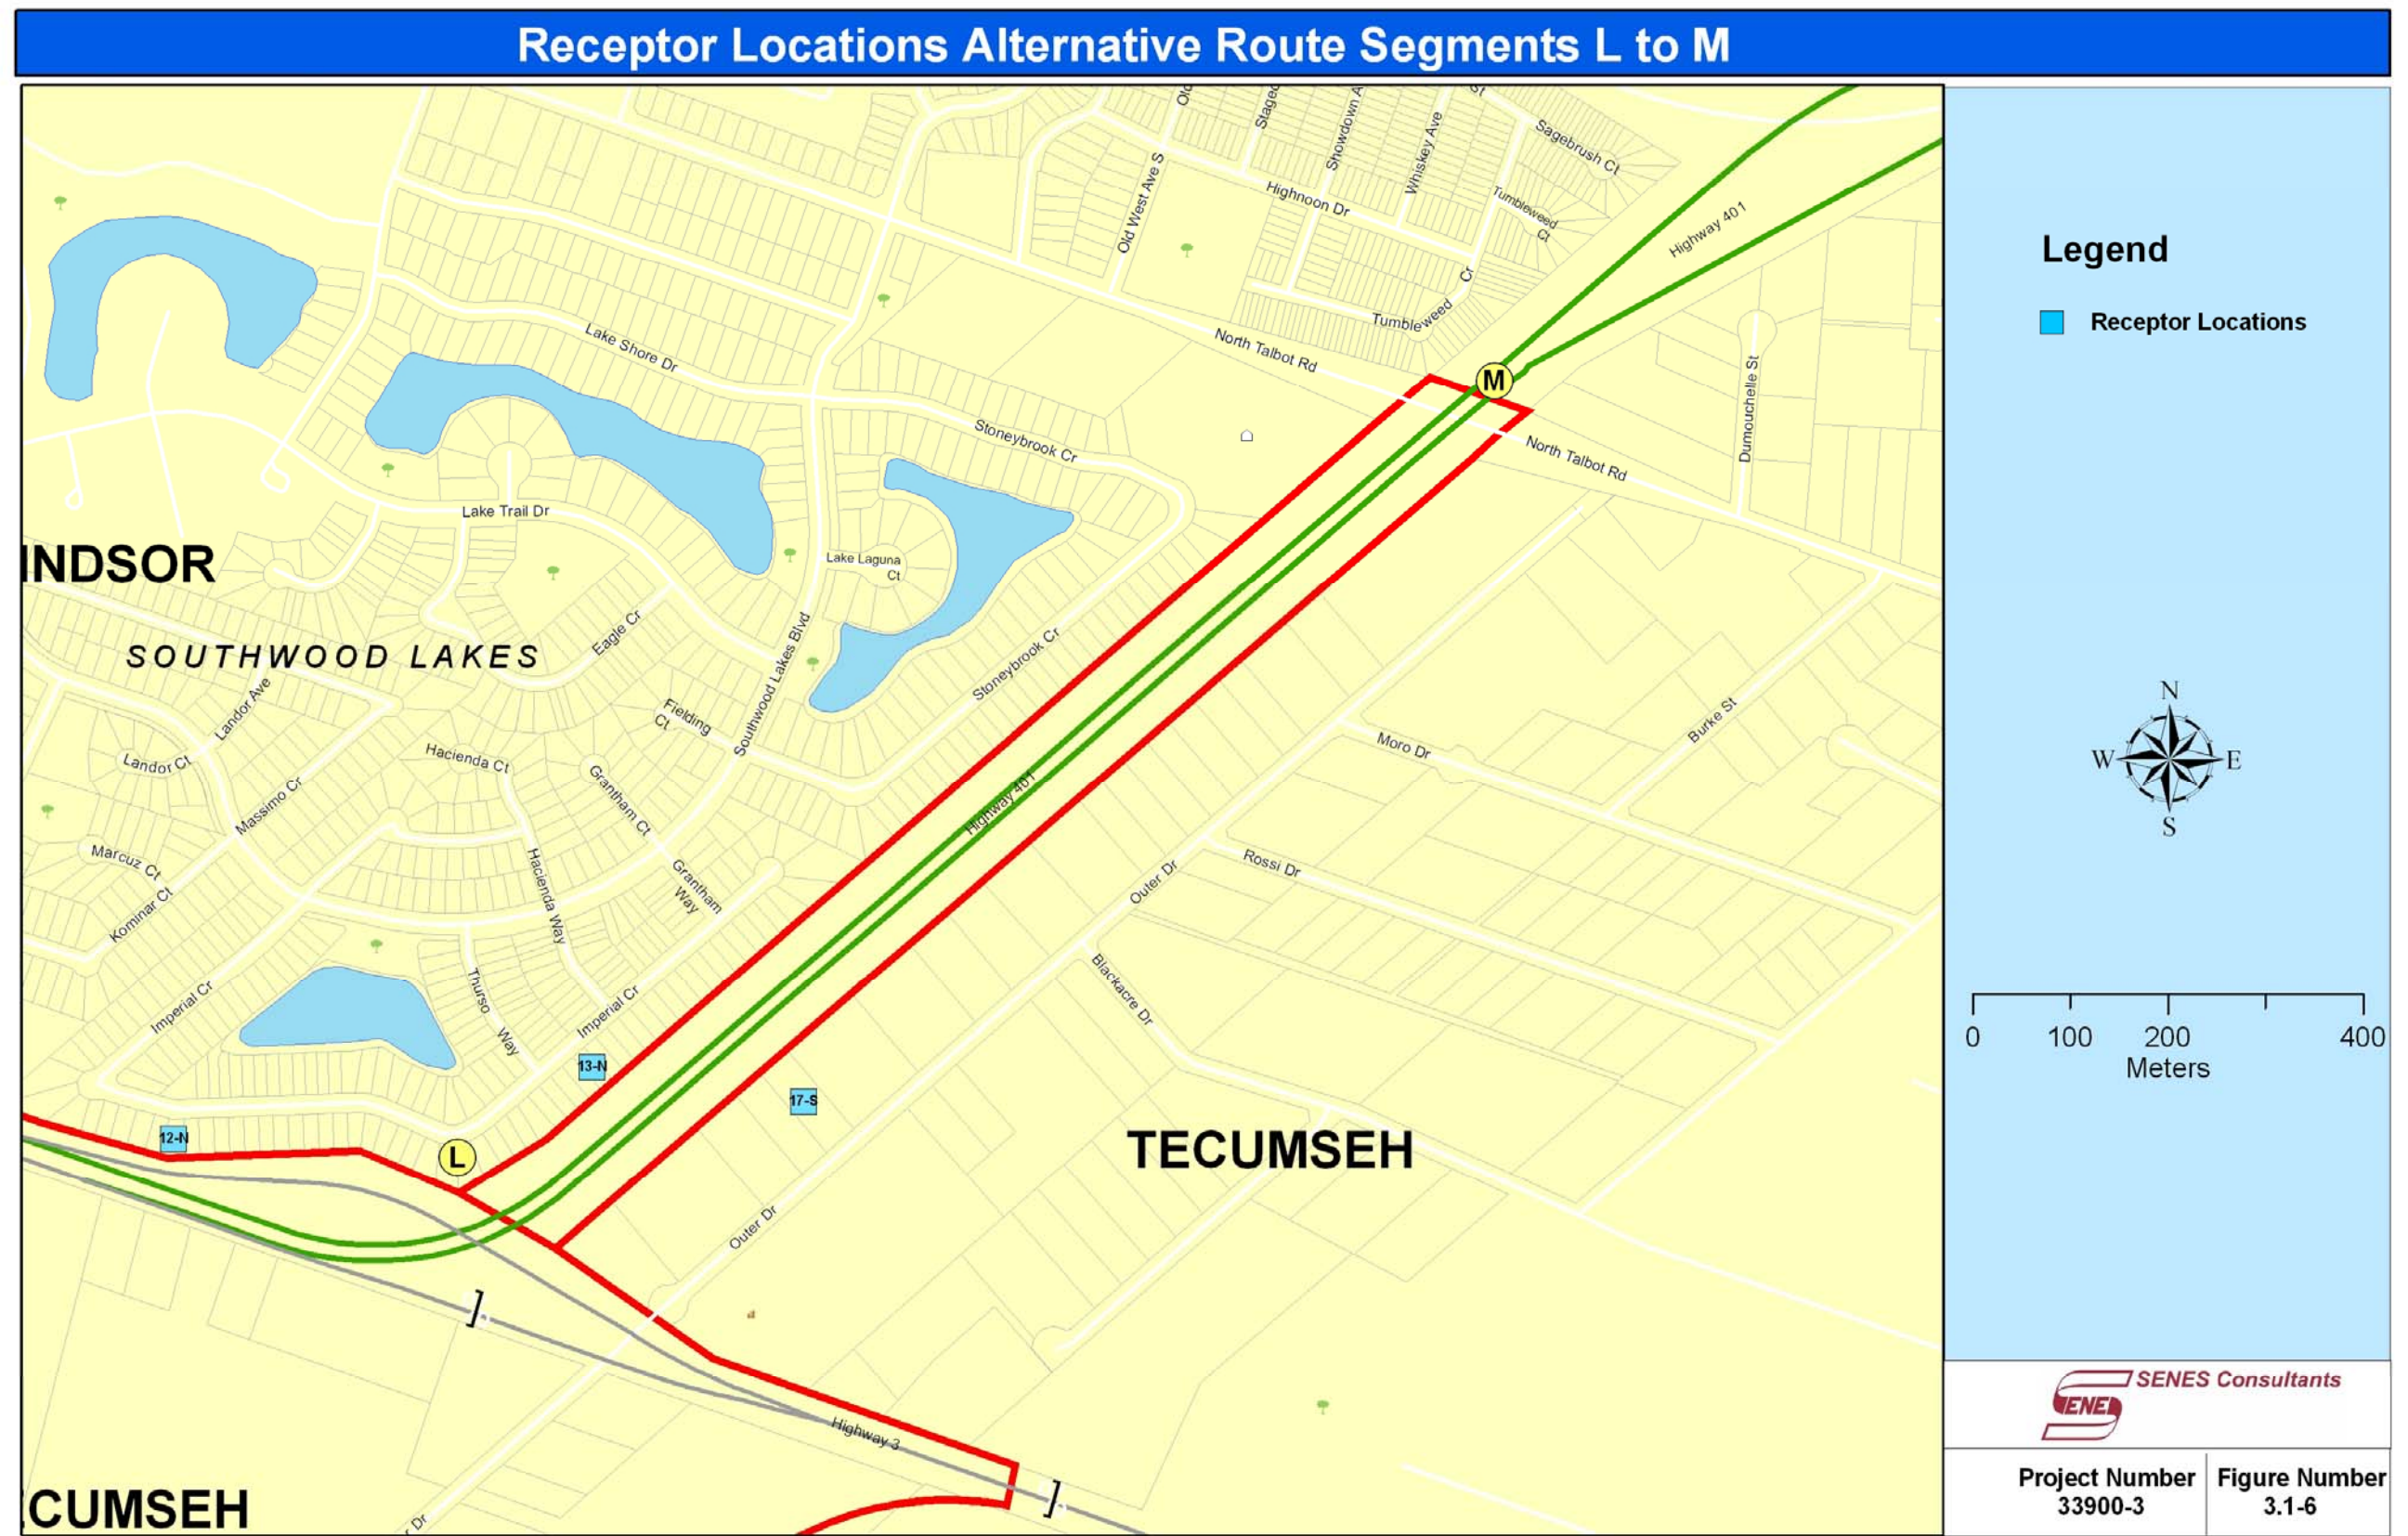 Receptor Locations Alternative Route Segments L to M
Old
Staged
Showdown A
Whiskey Ave
St
Sagebrush Ct
Old West Ave S
Highnoon Dr
Tumbleweed
Ct
Highway 401
Cr
Tumbleweed
Lake Shore Dr
North Talbot Rd
M
Dumouchelle St
Stoneybrook Cr
North Talbot Rd
Lake Trail Dr
INDSOR
Lake Laguna
Ct
SOUTHWOOD LAKES
Eagle Cr
Southwood Lakes Blvd
Stoneybrook Cr
Landor Ave
Fielding
Ct
Landor Ct
Hacienda Ct
Grantham Ct
Massimo Cr
Highway 401
Moro Dr
Burke St
Marcuz Ct
Kominar Ct
Hacienda Way
Grantham
Way
Outer Dr
Rossi Dr
Imperial Cr
Thurso Way
Imperial Cr
Blackacre Dr
13-N
17-S
12-N
L
TECUMSEH
Outer Dr
Highway 3
CUMSEH
r Dr
Legend
Receptor Locations
N
W
E
S
0 100 200 400
Meters
SENES
SENES Consultants
Project Number
33900-3
Figure Number
3.1-6